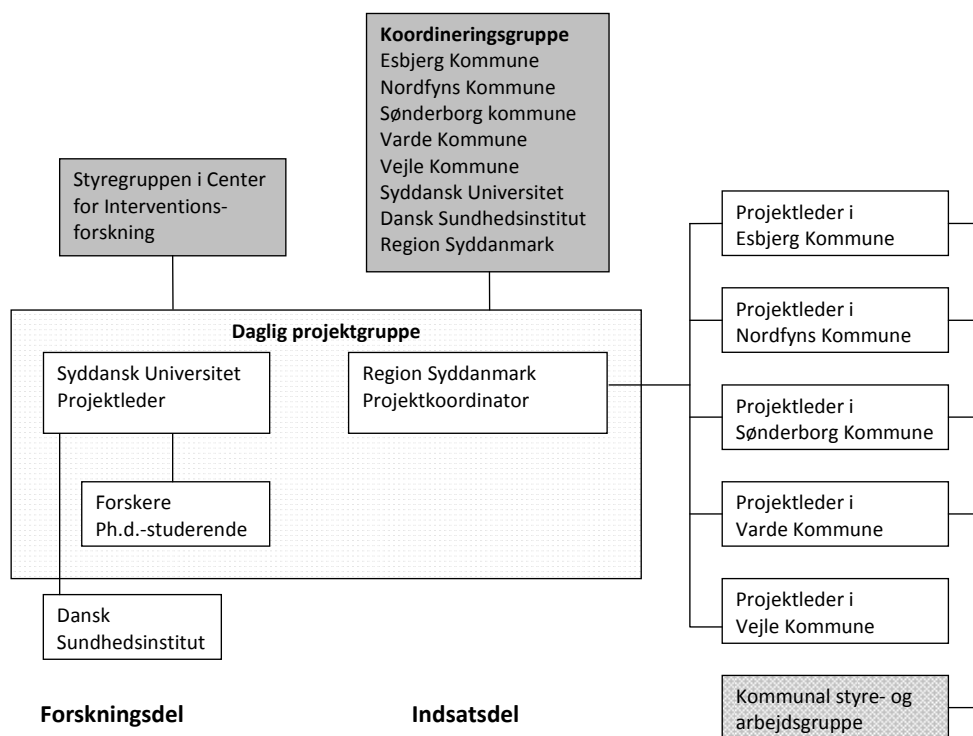 Koordineringsgruppe
Esbjerg Kommune
Nordfyns Kommune
Sønderborg kommune
Varde Kommune
Vejle Kommune
Syddansk Universitet
Dansk Sundhedsinstitut
Region Syddanmark
Styregruppen i Center
for Interventions-
forskning
Daglig projektgruppe
Syddansk Universitet
Projektleder
Region Syddanmark
Projektkoordinator
Forskere
Ph.d.-studerende
Dansk
Sundhedsinstitut
Projektleder i
Esbjerg Kommune
Projektleder i
Nordfyns Kommune
Projektleder i
Sønderborg Kommune
Projektleder i
Varde Kommune
Projektleder i
Vejle Kommune
Kommunal styre- og
arbejdsgruppe
Forskningsdel
Indsatsdel